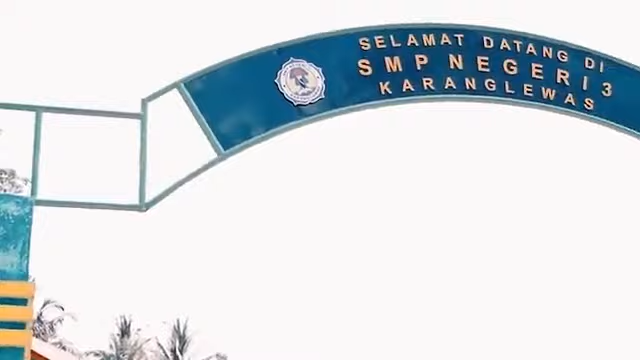 SELAMAT DATANG DI
SMP NEGERI 3
KARANGLEWAS